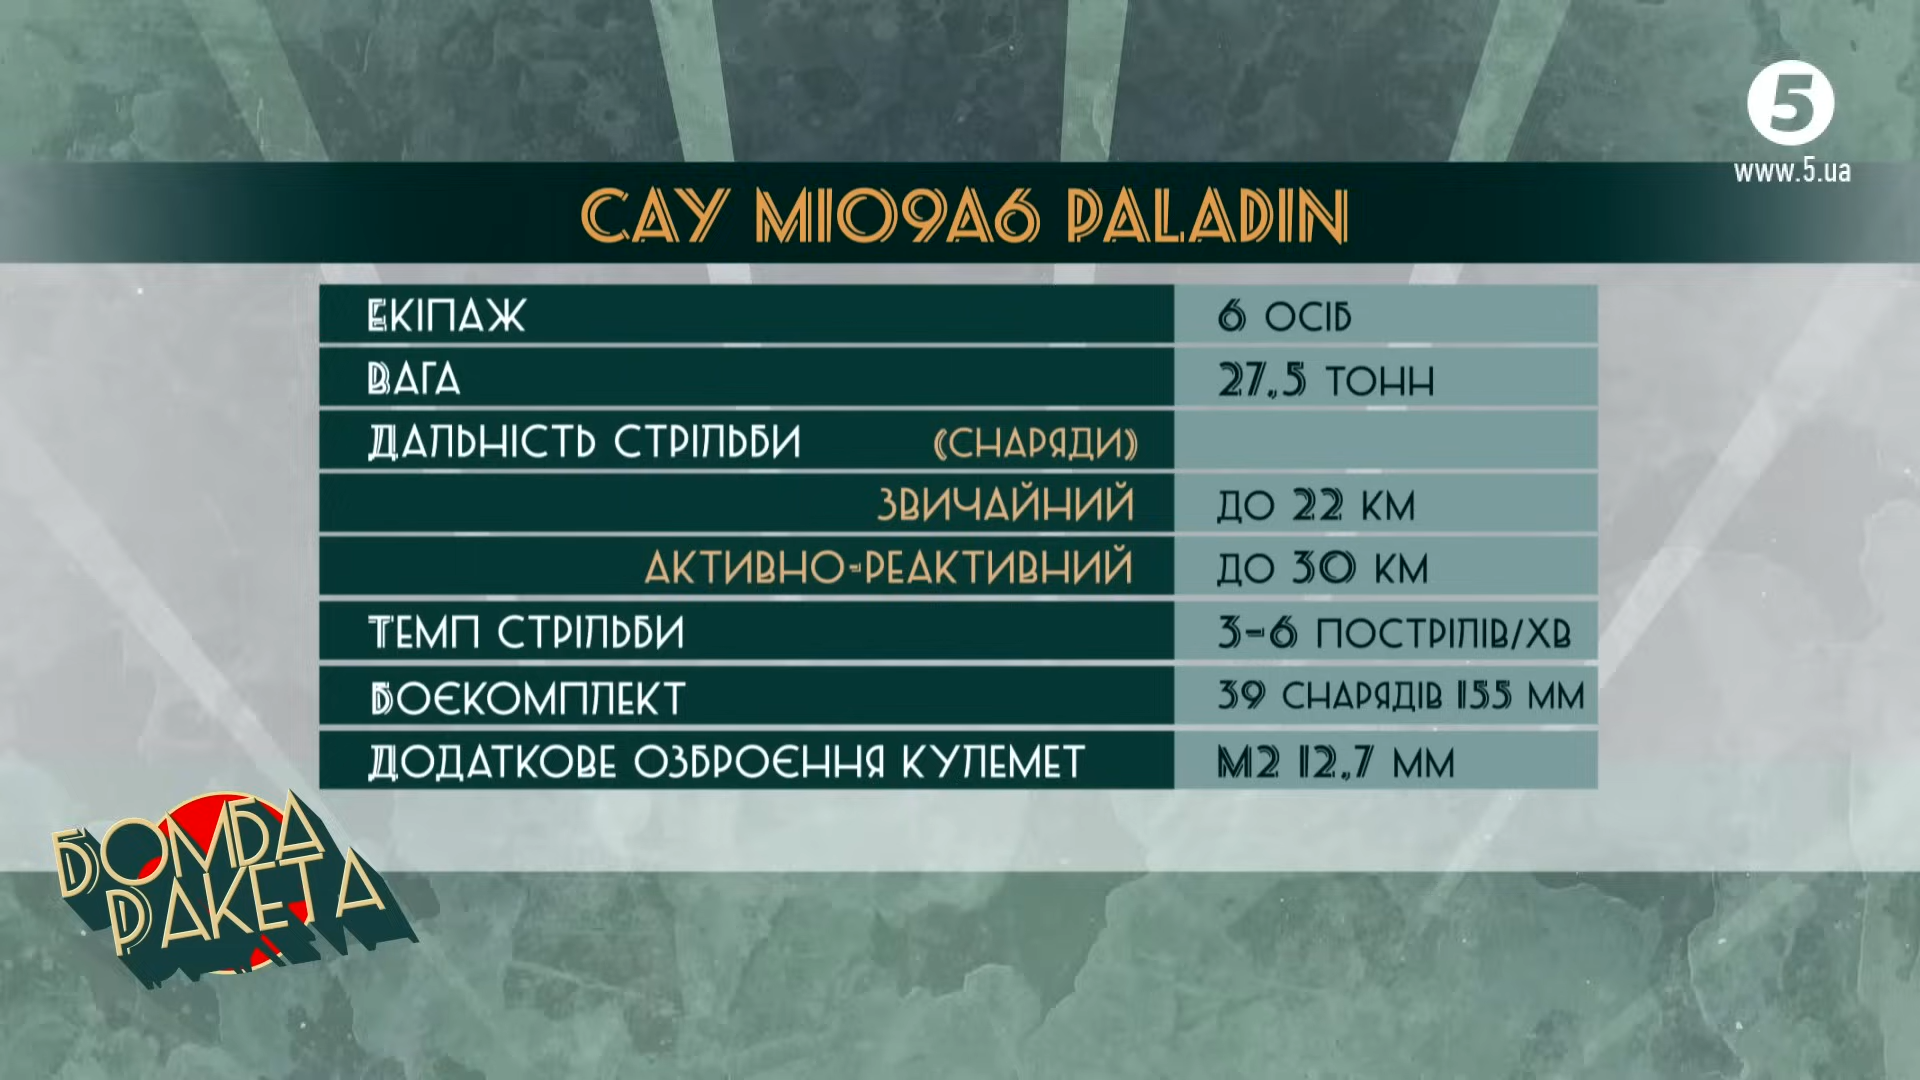 5
www.5.ua
САУ М109А6 PALADIN
ЕКІПАЖ 6 ОСІБ
ВАГА 27,5 ТОНН
ДАЛЬНІСТЬ СТРІЛЬБИ (СНАРЯДИ)
ЗВИЧАЙНИЙ ДО 22 КМ
АКТИВНО-РЕАКТИВНИЙ ДО 30 КМ
ТЕМП СТРІЛЬБИ 3-6 ПОСТРІЛІВ/ХВ
БОЄКОМПЛЕКТ 39 СНАРЯДІВ 155 ММ
ДОДАТКОВЕ ОЗБРОЄННЯ КУЛЕМЕТ М2 12,7 ММ
БОМБА
РАКЕТА